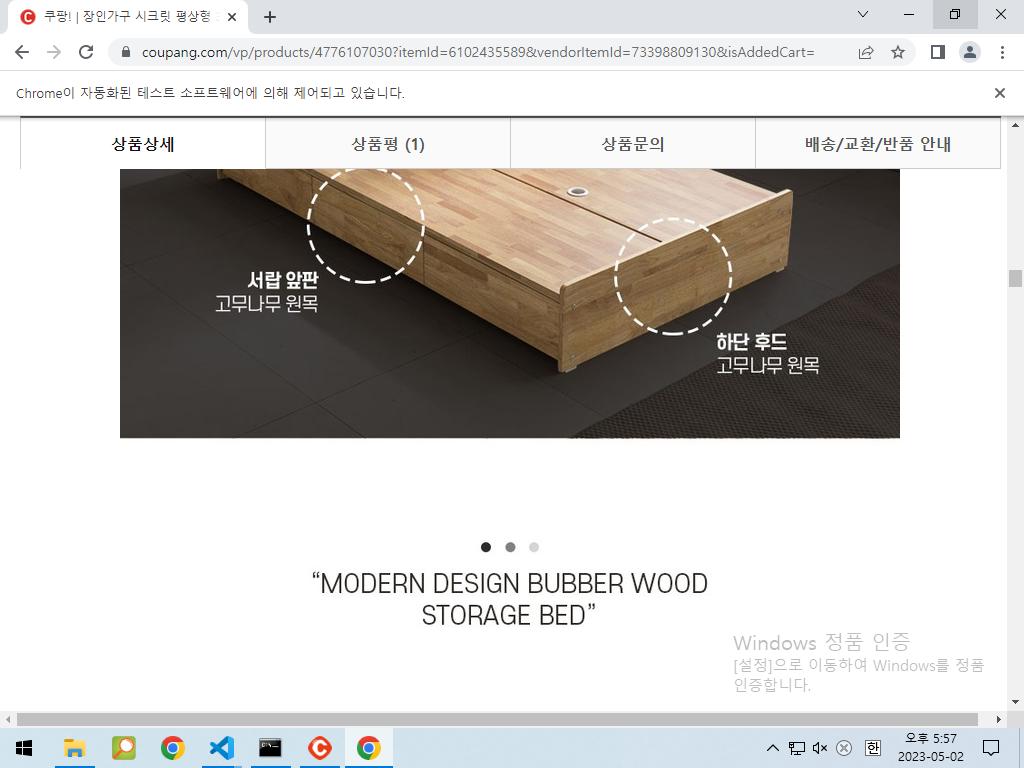 쿠팡! | 장인가구 시크릿 평상형
coupang.com/vp/products/4776107030?itemId=6102435589&vendorItemId=73398809130&isAddedCart=
Chrome이 자동화된 테스트 소프트웨어에 의해 제어되고 있습니다.
상품상세
상품평 (1)
상품문의
배송/교환/반품 안내
서랍 앞판
고무나무 원목
하단 후드
고무나무 원목
“MODERN DESIGN BUBBER WOOD
STORAGE BED”
Windows 정품 인증
[설정]으로 이동하여 Windows를 정품
인증합니다.
한
오후 5:57
2023-05-02